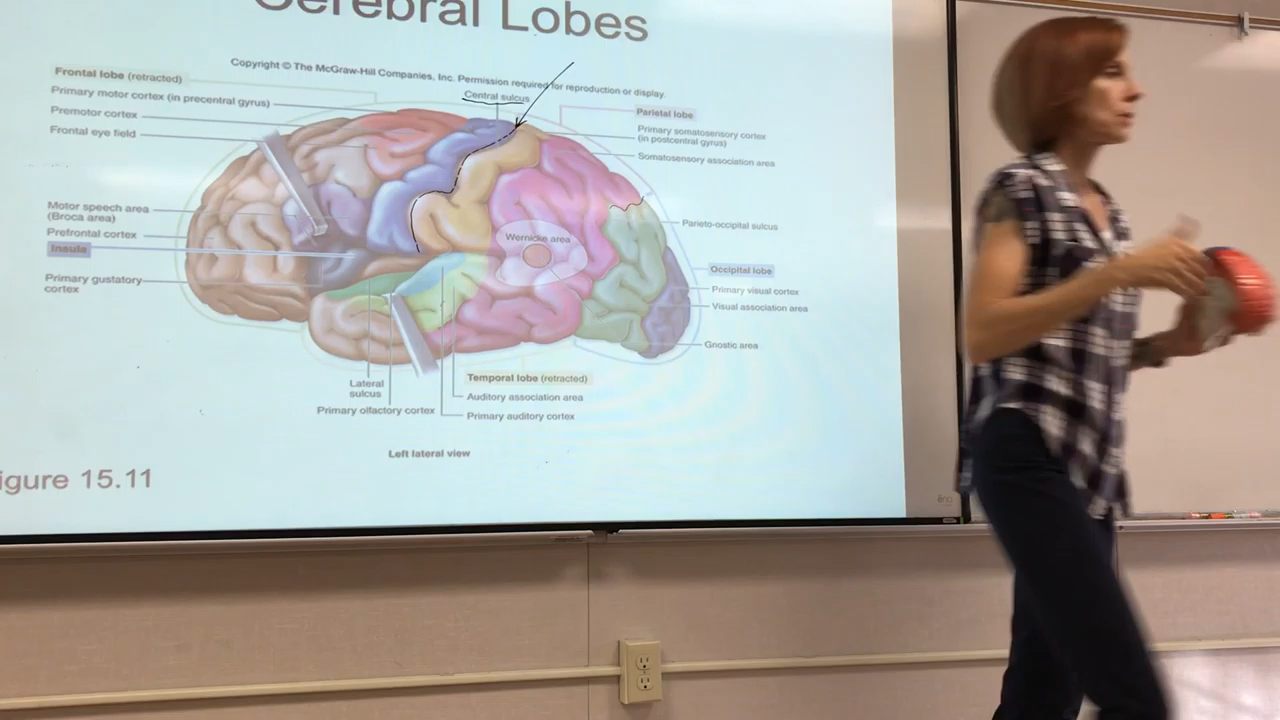 Cerebral Lobes
Copyright © The McGraw-Hill Companies, Inc. Permission required for reproduction or display.
Frontal lobe (retracted)
Primary motor cortex (in precentral gyrus)
Premotor cortex
Frontal eye field
Motor speech area
(Broca area)
Prefrontal cortex
Insula
Primary gustatory
cortex
Central sulcus
Parietal lobe
Primary somatosensory cortex
(in postcentral gyrus)
Somatosensory association area
Parieto-occipital sulcus
Wernicke area
Occipital lobe
Primary visual cortex
Visual association area
Gnostic area
Lateral
sulcus
Primary olfactory cortex
Temporal lobe (retracted)
Auditory association area
Primary auditory cortex
Left lateral view
igure 15.11